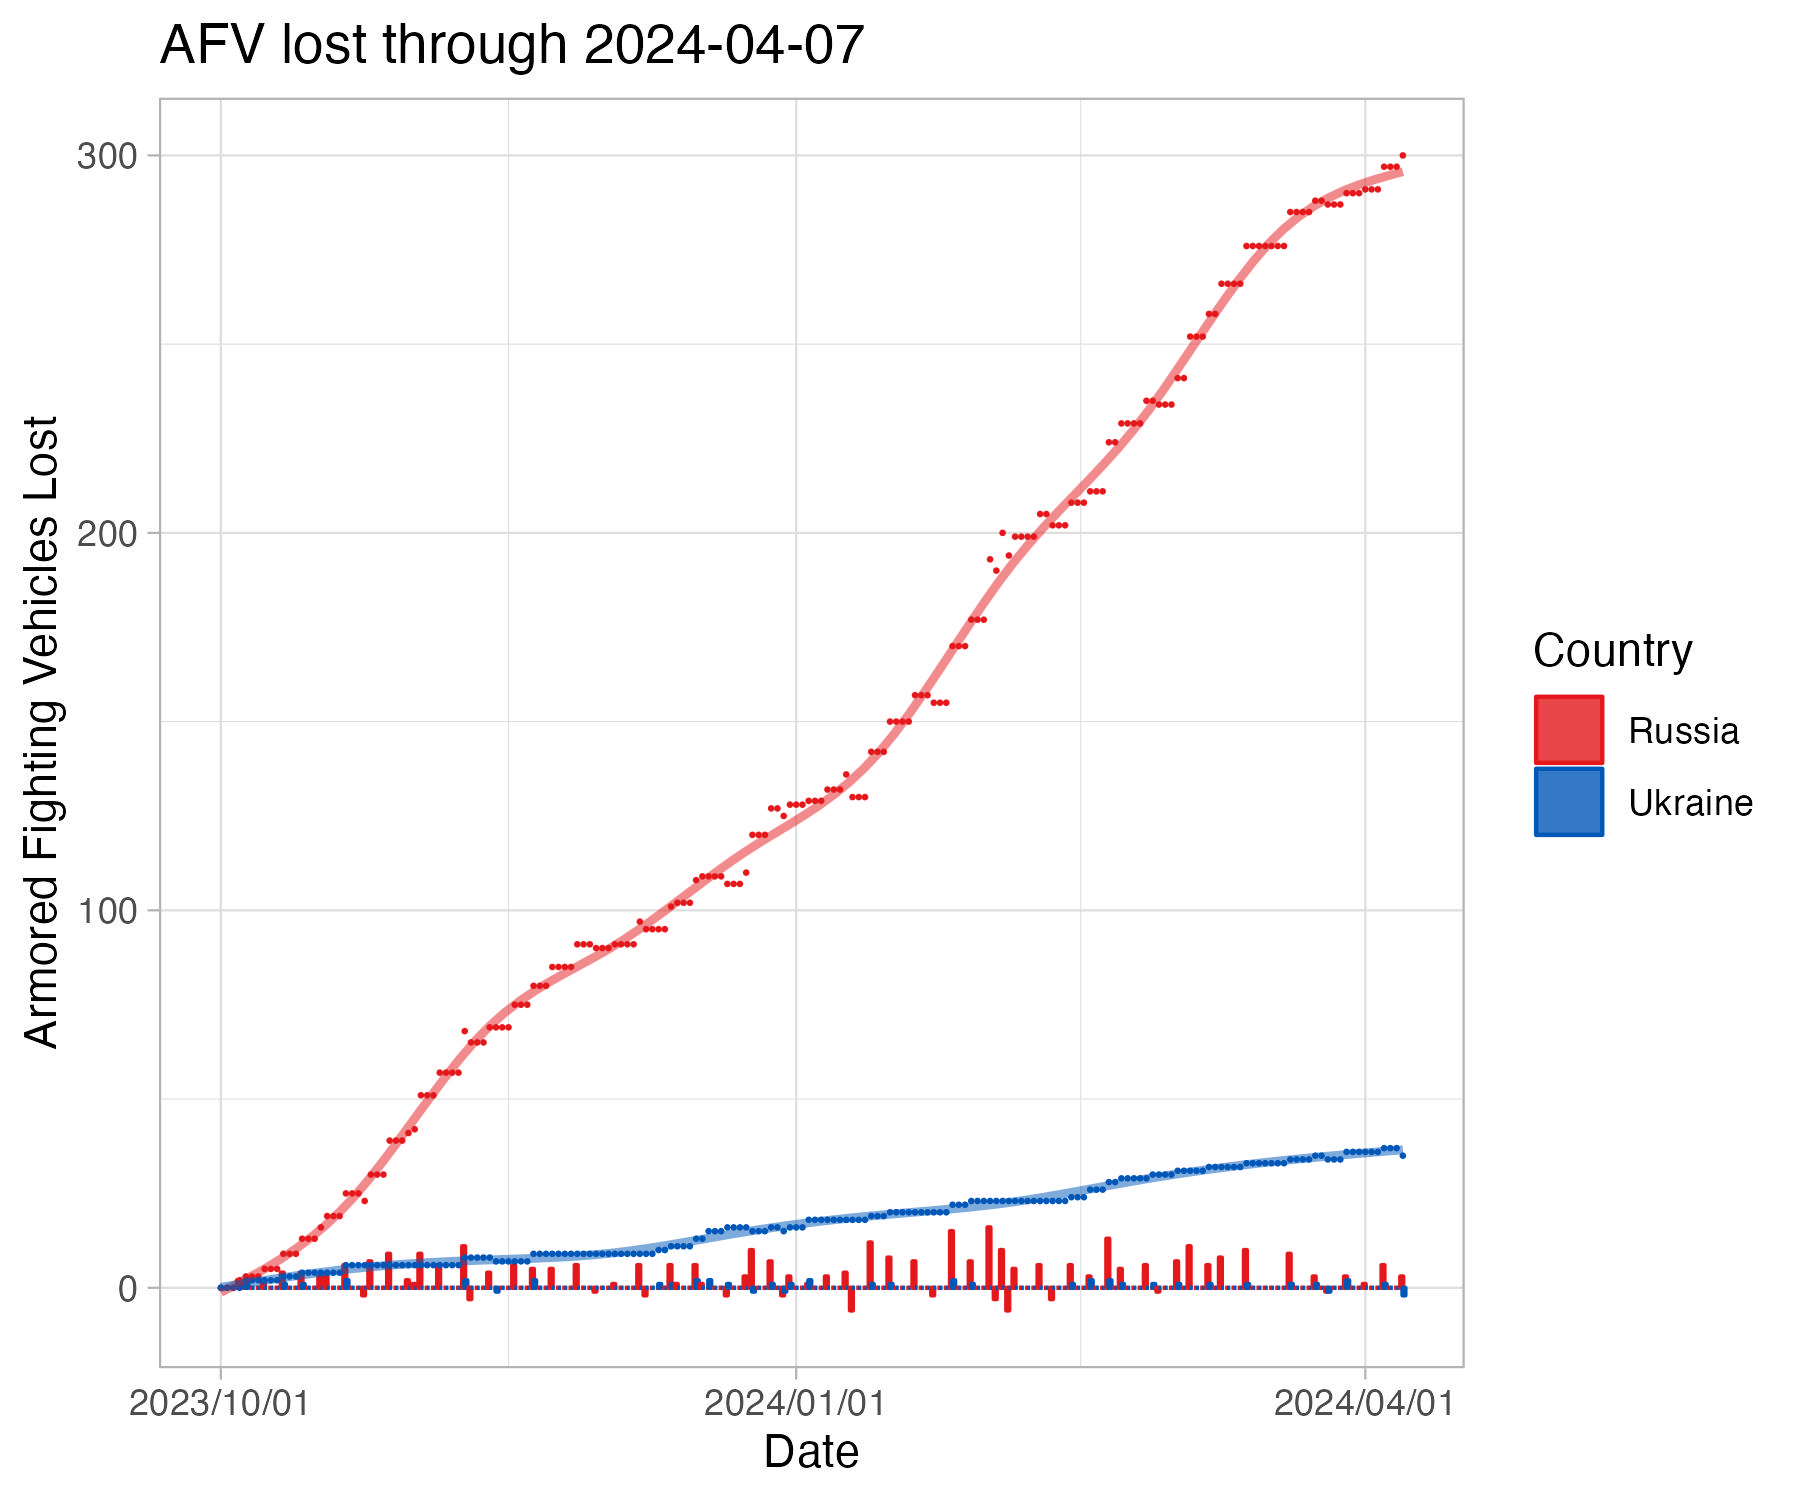 AFV lost through 2024-04-07
Armored Fighting Vehicles Lost
300
200
100
0
2023/10/01
2024/01/01
2024/04/01
Date
Country
Russia
Ukraine